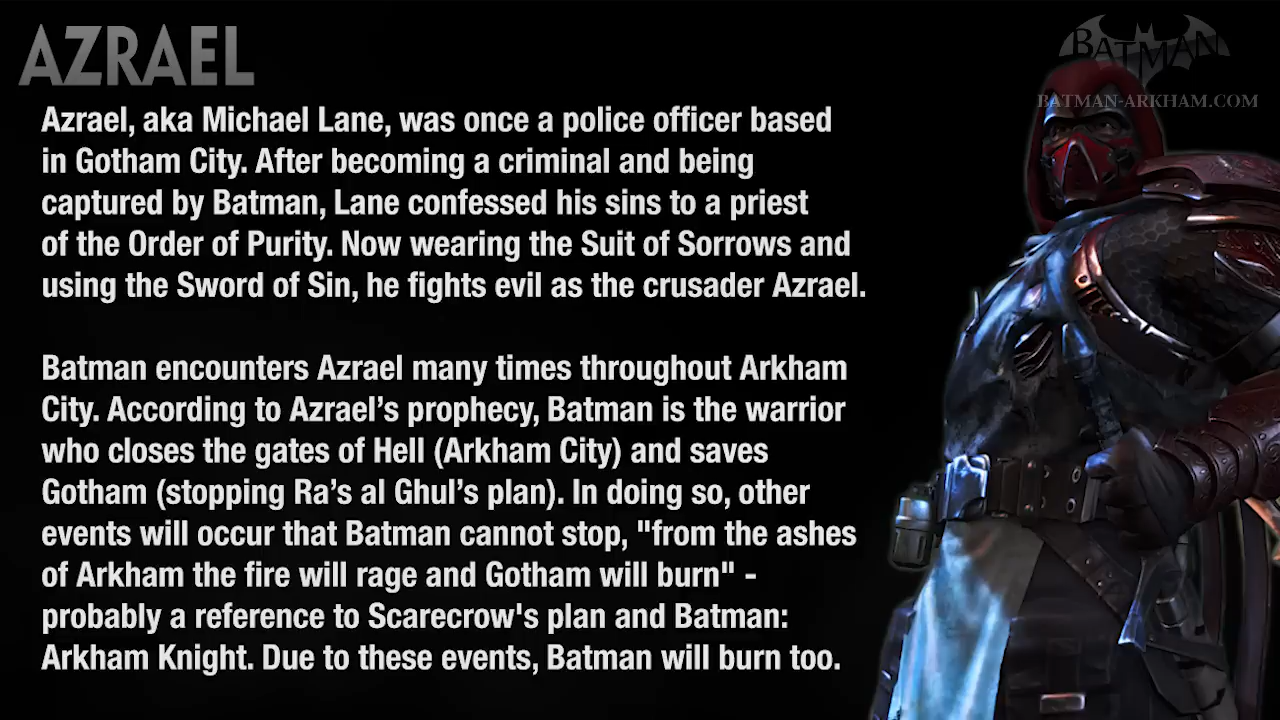 AZRAEL
BATMAN
BATMAN-ARKHAM.COM
Azrael, aka Michael Lane, was once a police officer based
in Gotham City. After becoming a criminal and being
captured by Batman, Lane confessed his sins to a priest
of the Order of Purity. Now wearing the Suit of Sorrows and
using the Sword of Sin, he fights evil as the crusader Azrael.
Batman encounters Azrael many times throughout Arkham
City. According to Azrael’s prophecy, Batman is the warrior
who closes the gates of Hell (Arkham City) and saves
Gotham (stopping Ra’s al Ghul’s plan). In doing so, other
events will occur that Batman cannot stop, "from the ashes
of Arkham the fire will rage and Gotham will burn" -
probably a reference to Scarecrow's plan and Batman:
Arkham Knight. Due to these events, Batman will burn too.